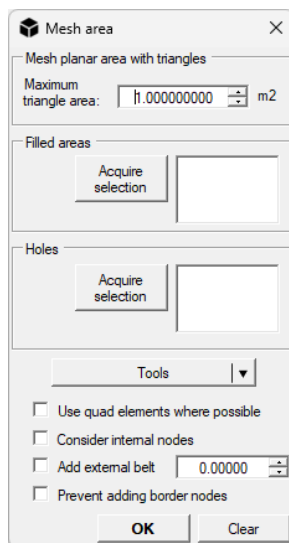 Mesh area
Mesh planar area with triangles
Maximum
triangle area:
1.000000000
m2
Filled areas
Acquire
selection
Holes
Acquire
selection
Tools
Use quad elements where possible
Consider internal nodes
Add external belt
0.00000
Prevent adding border nodes
OK
Clear